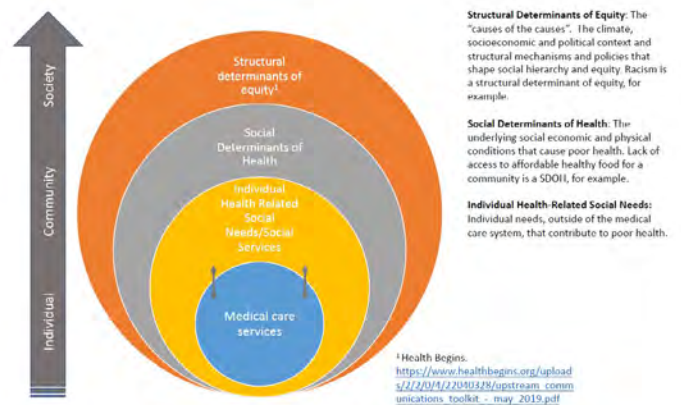 Society
Community
Individual
Structural
determinants of
equity¹
Social
Determinants of
Health
Individual
Health Related
Social
Needs/Social
Services
Medical care
services
Structural Determinants of Equity: The
"causes of the causes". The climate,
socioeconomic and political context and
structural mechanisms and policies that
shape social hierarchy and equity. Racism is
a structural determinant of equity, for
example.
Social Determinants of Health: The
underlying social economic and physical
conditions that cause poor health. Lack of
access to affordable healthy food for a
community is a SDOH, for example.
Individual Health-Related Social Needs:
Individual needs, outside of the medical
care system, that contribute to poor health.
¹ Health Begins.
https://www.healthbegins.org/upload
s/2/2/0/4/22040328/upstream_comm
unications_toolkit_-_may_2019.pdf